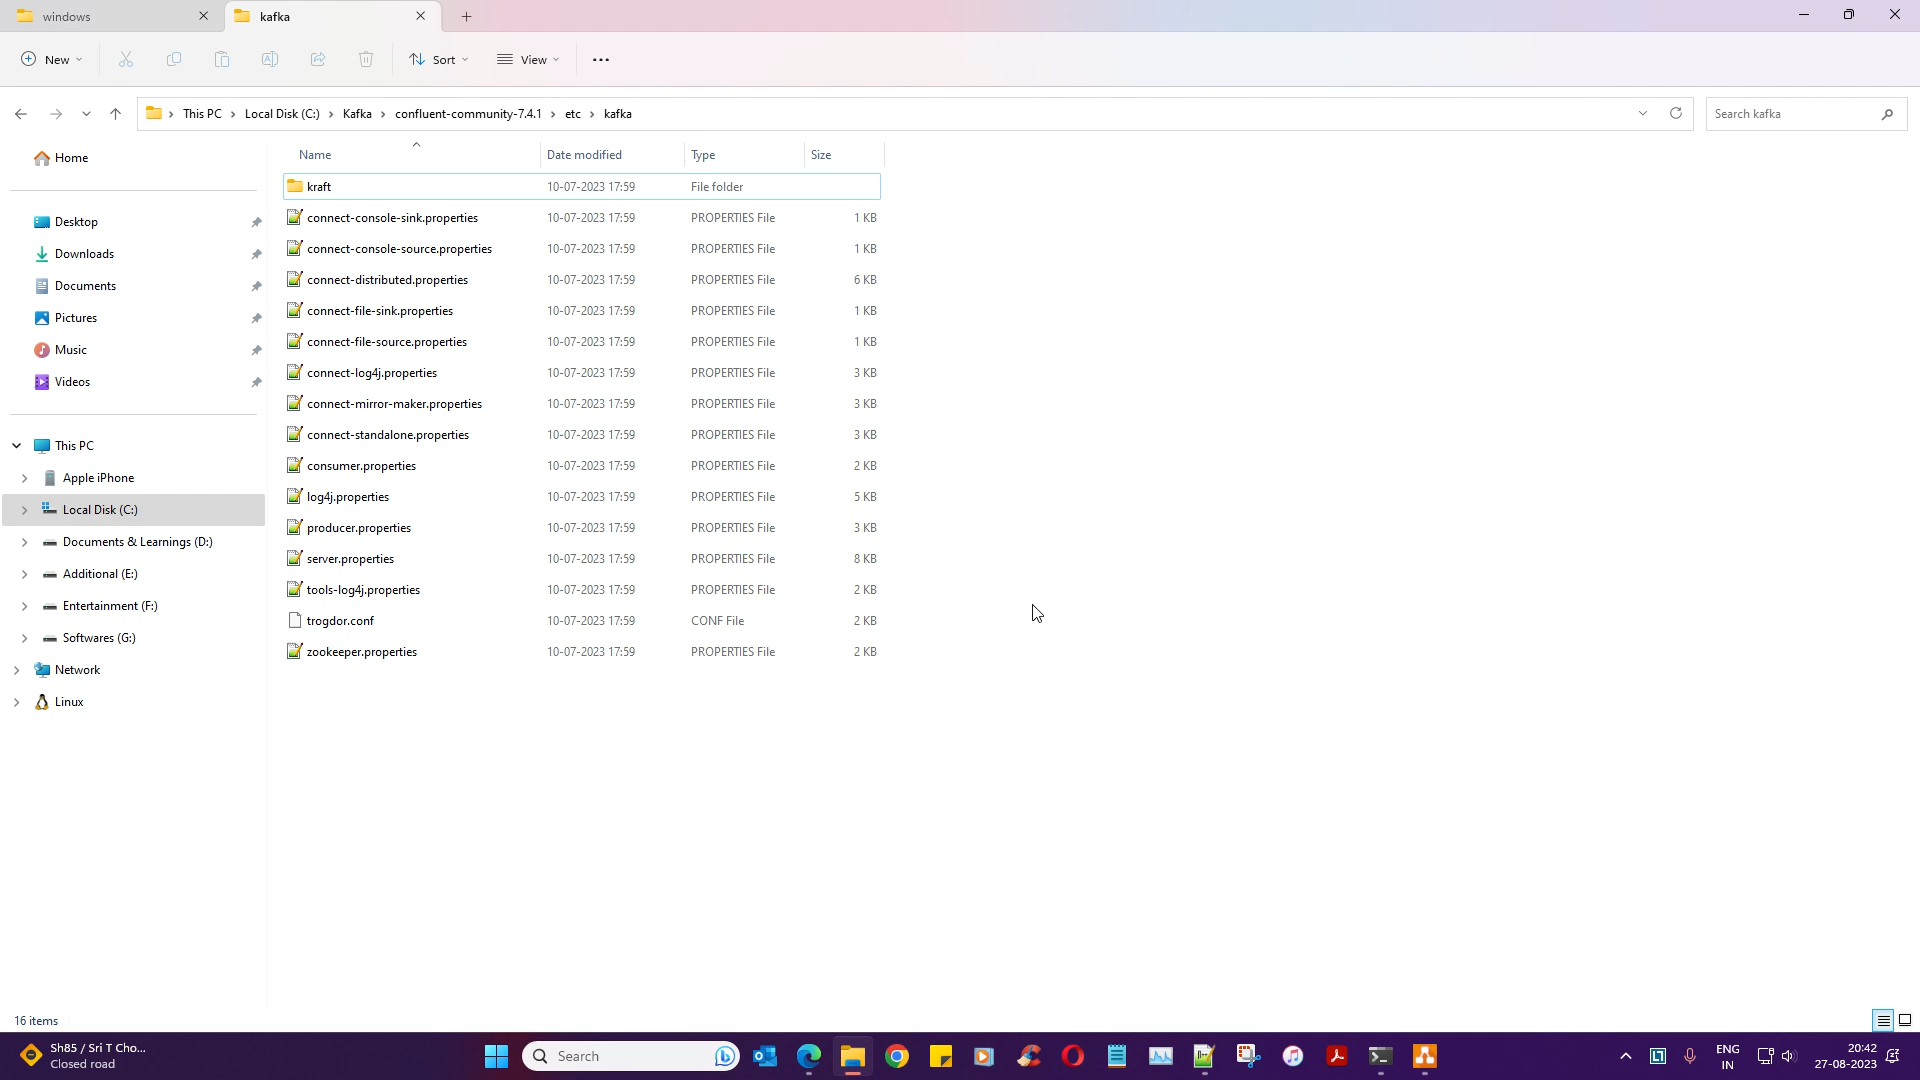 windows
kafka
New
Sort
View
This PC > Local Disk (C:) > Kafka > confluent-community-7.4.1 > etc > kafka
Search kafka
Home
Desktop
Downloads
Documents
Pictures
Music
Videos
This PC
Apple iPhone
Local Disk (C:)
Documents & Learnings (D:)
Additional (E:)
Entertainment (F:)
Softwares (G:)
Network
Linux
Name Date modified Type Size
kraft 10-07-2023 17:59 File folder
connect-console-sink.properties 10-07-2023 17:59 PROPERTIES File 1 KB
connect-console-source.properties 10-07-2023 17:59 PROPERTIES File 1 KB
connect-distributed.properties 10-07-2023 17:59 PROPERTIES File 6 KB
connect-file-sink.properties 10-07-2023 17:59 PROPERTIES File 1 KB
connect-file-source.properties 10-07-2023 17:59 PROPERTIES File 1 KB
connect-log4j.properties 10-07-2023 17:59 PROPERTIES File 3 KB
connect-mirror-maker.properties 10-07-2023 17:59 PROPERTIES File 3 KB
connect-standalone.properties 10-07-2023 17:59 PROPERTIES File 3 KB
consumer.properties 10-07-2023 17:59 PROPERTIES File 2 KB
log4j.properties 10-07-2023 17:59 PROPERTIES File 5 KB
producer.properties 10-07-2023 17:59 PROPERTIES File 3 KB
server.properties 10-07-2023 17:59 PROPERTIES File 8 KB
tools-log4j.properties 10-07-2023 17:59 PROPERTIES File 2 KB
trogdor.conf 10-07-2023 17:59 CONF File 2 KB
zookeeper.properties 10-07-2023 17:59 PROPERTIES File 2 KB
16 items
Sh85 / Sri T Cho...
Closed road
Search
ENG
IN
20:42
27-08-2023